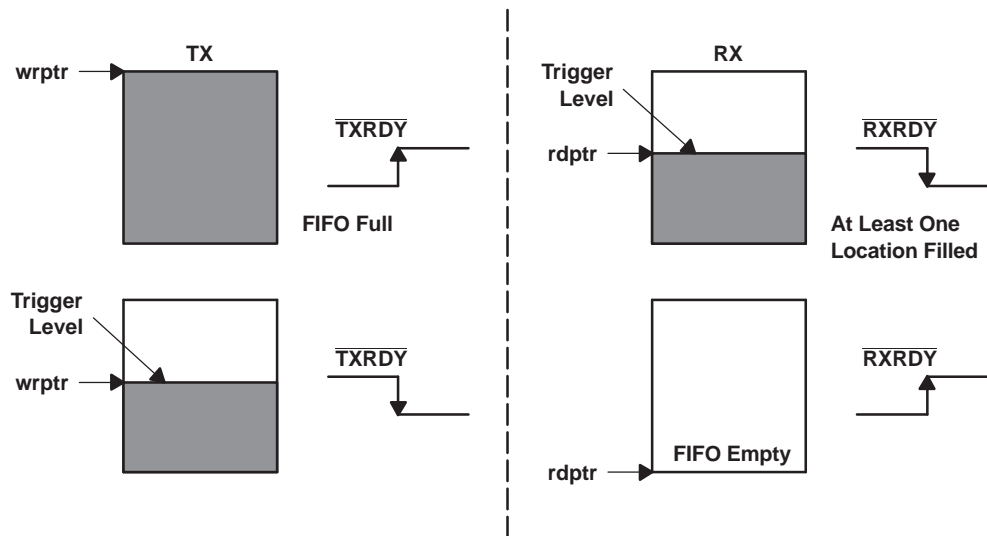 TX
wrptr
TXRDY
FIFO Full
Trigger
Level
wrptr
TXRDY
RX
Trigger
Level
rdptr
RXRDY
At Least One
Location Filled
RXRDY
FIFO Empty
rdptr